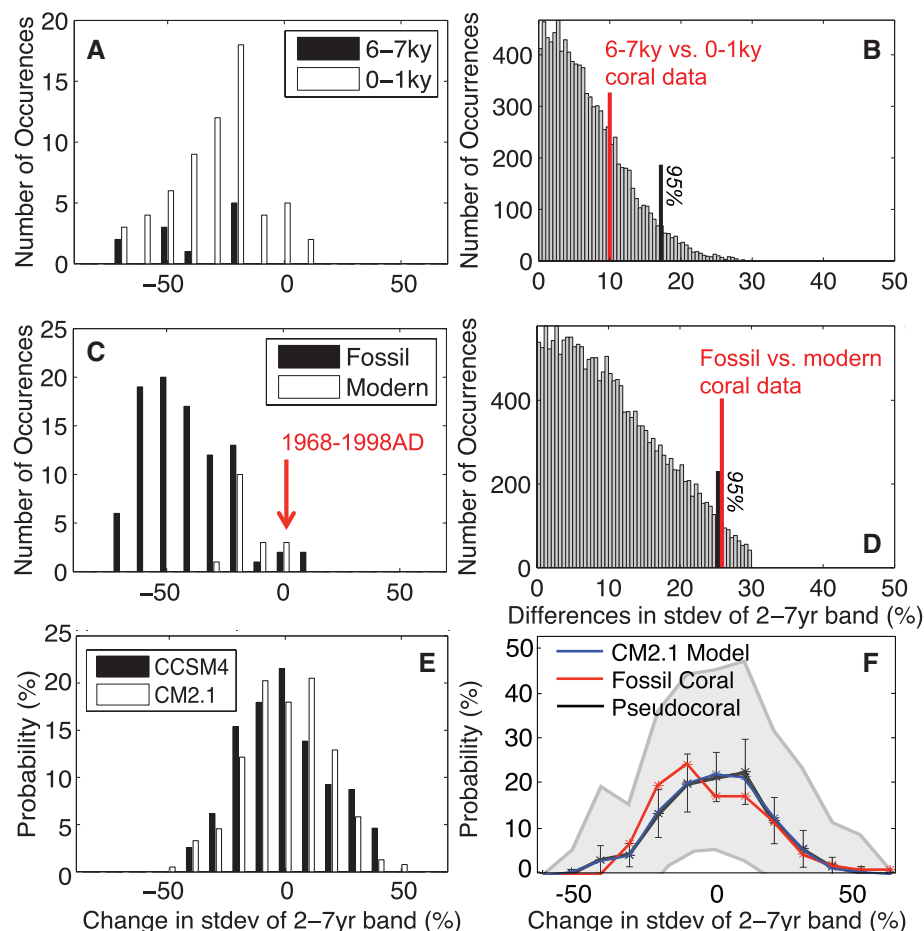 A
6–7ky
0–1ky
Number of Occurrences
20
15
10
5
0
−50
0
50
B
6-7ky vs. 0-1ky
coral data
95%
Number of Occurrences
400
300
200
100
0
0
10
20
30
40
50
C
Fossil
Modern
1968-1998AD
Number of Occurrences
25
20
15
10
5
0
−50
0
50
D
Fossil vs. modern
coral data
95%
Number of Occurrences
400
200
0
0
10
20
30
40
50
Differences in stdev of 2–7yr band (%)
E
CCSM4
CM2.1
Probability (%)
25
20
15
10
5
0
−50
0
50
Change in stdev of 2–7yr band (%)
F
CM2.1 Model
Fossil Coral
Pseudocoral
Probability (%)
50
40
30
20
10
0
-50
0
50
Change in stdev of 2–7yr band (%)